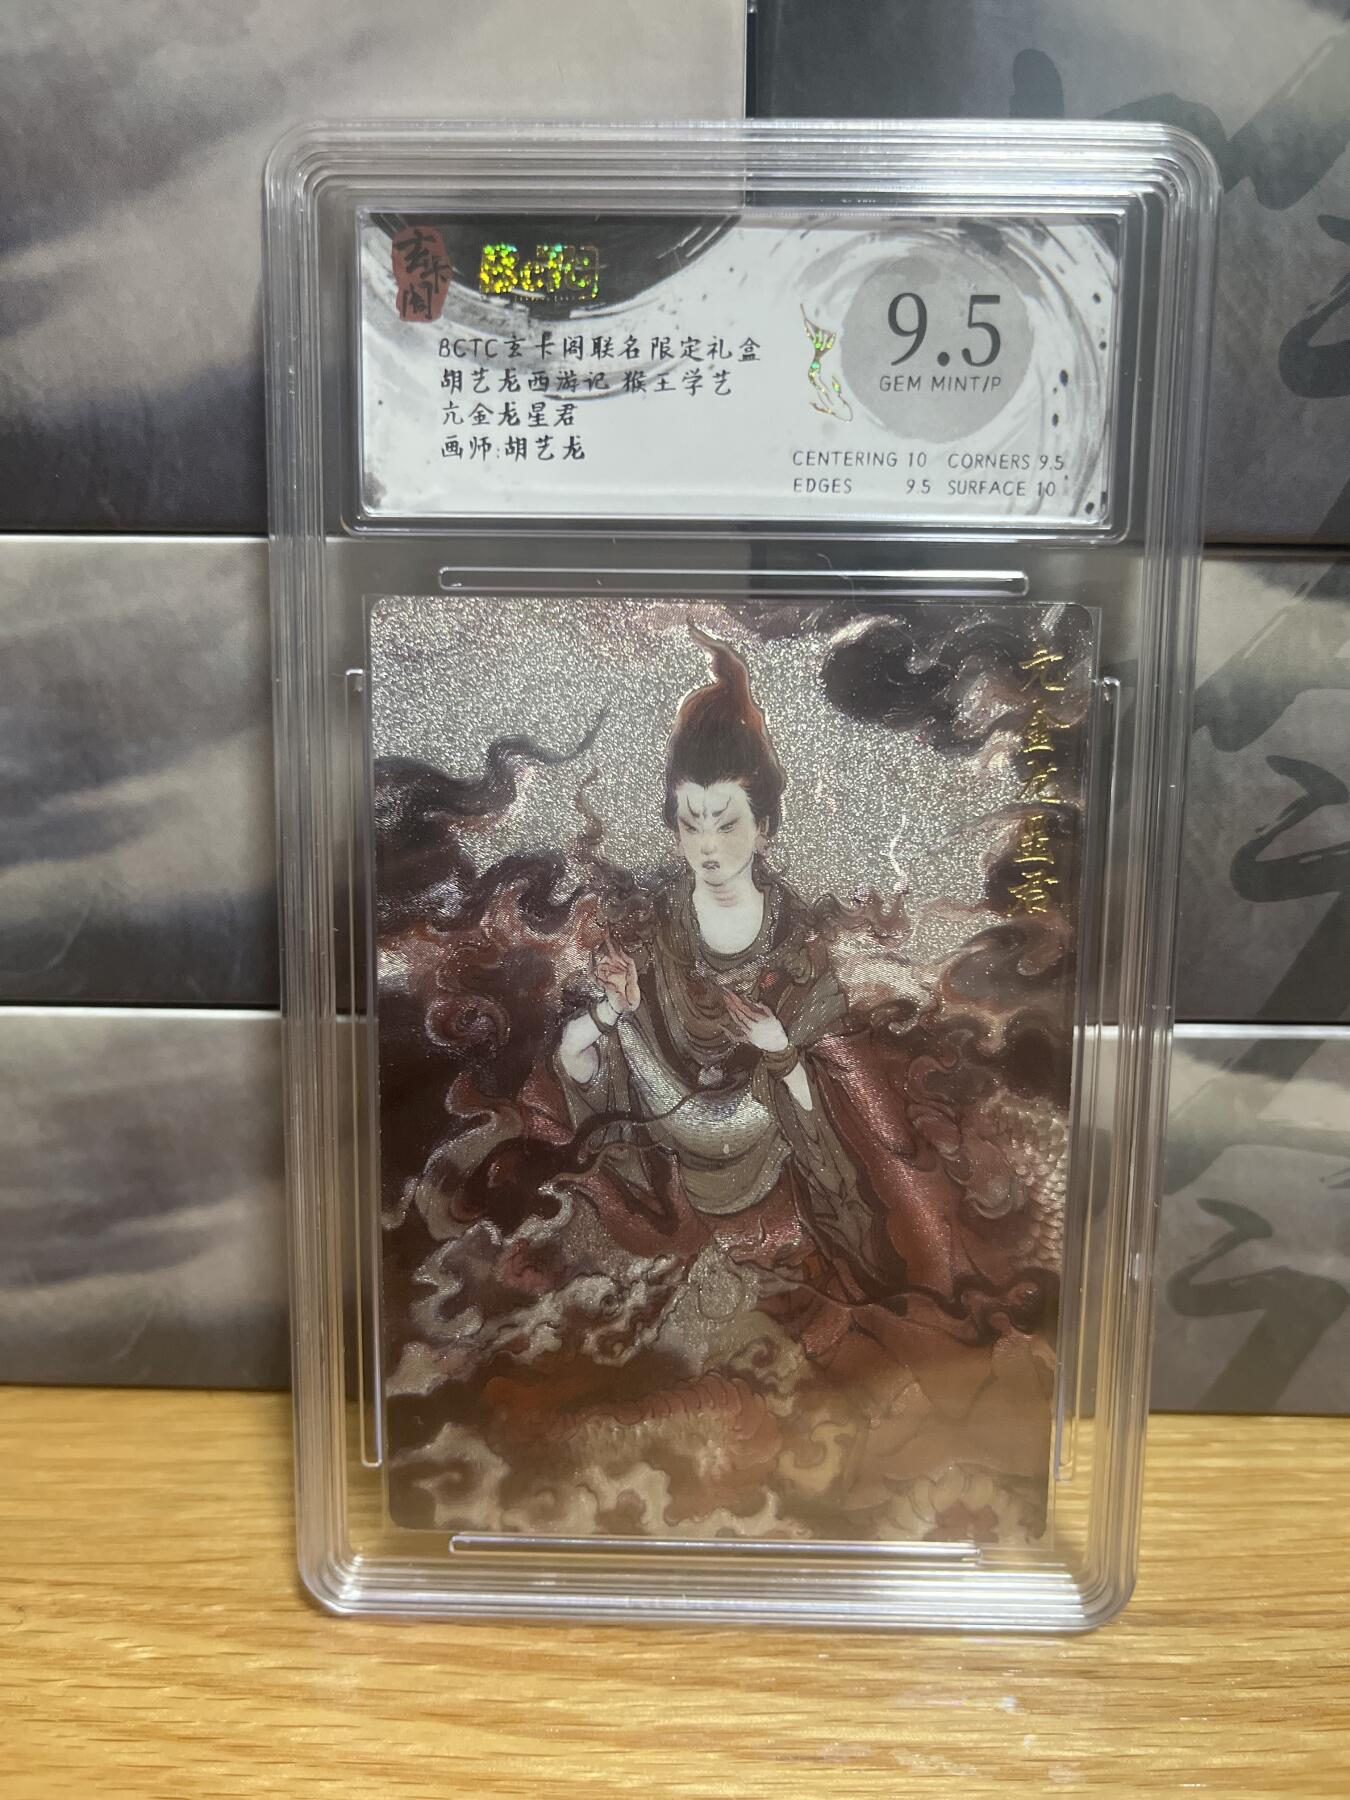 玄卡阁
BCTC
9.5
GEM MINT/P
BCTC玄卡阁联名限定礼盒
胡艺龙西游记 猴王学艺
亢金龙星君
画师:胡艺龙
CENTERING 10 CORNERS 9.5
EDGES 9.5 SURFACE 10
亢金龙星君